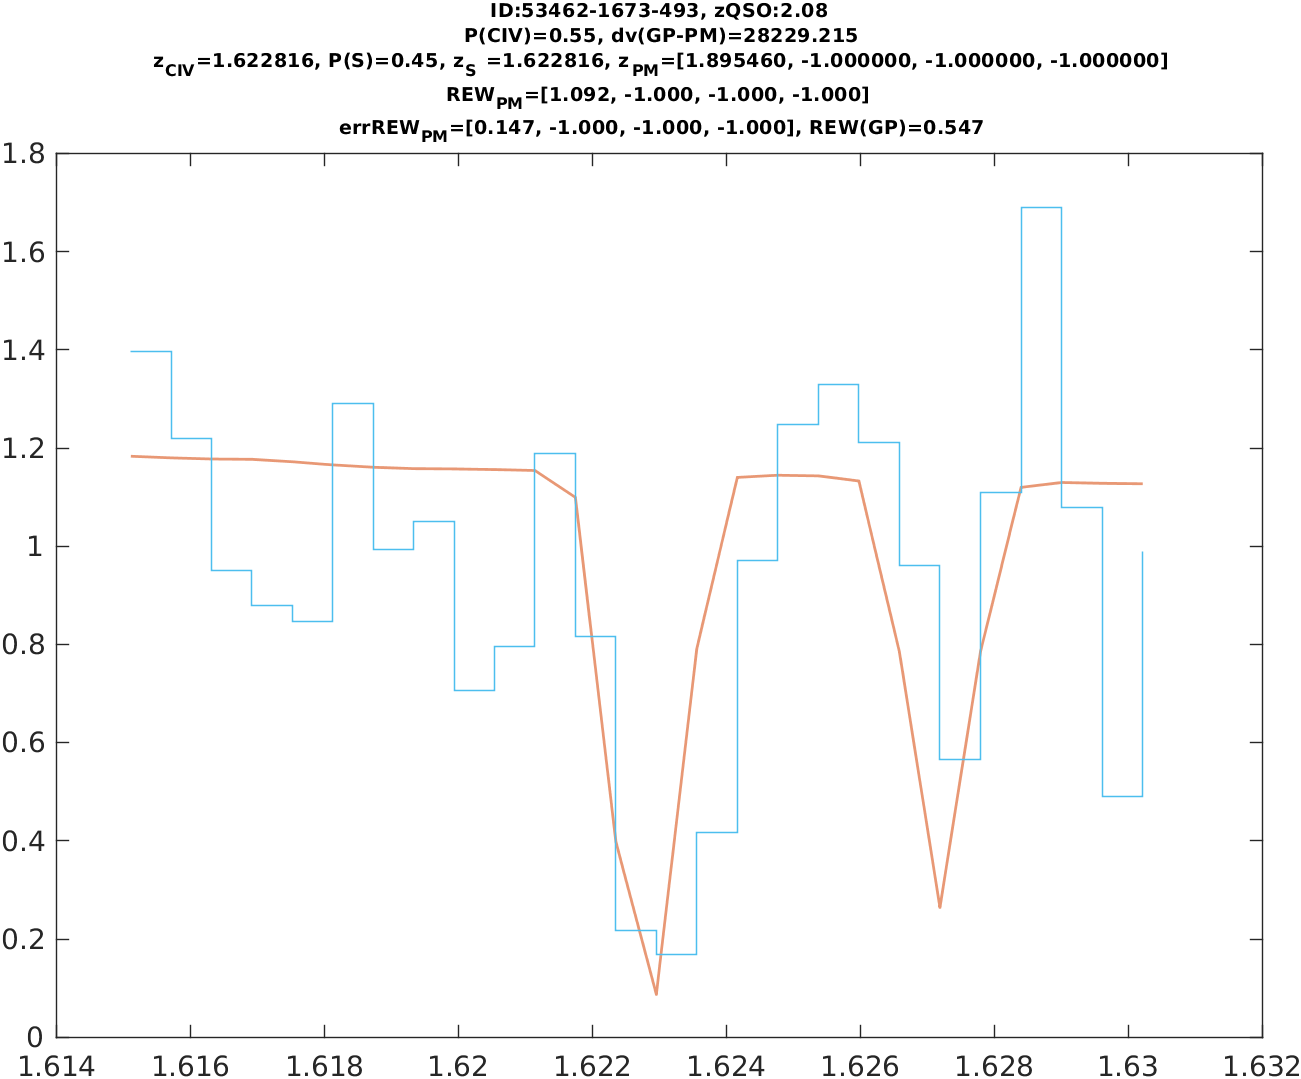 ID:53462-1673-493, zQSO:2.08
P(CIV)=0.55, dv(GP-PM)=28229.215
zCIV=1.622816, P(S)=0.45, zS =1.622816, zPM=[1.895460, -1.000000, -1.000000, -1.000000]
REWPM=[1.092, -1.000, -1.000, -1.000]
errREWPM=[0.147, -1.000, -1.000, -1.000], REW(GP)=0.547
1.8
1.6
1.4
1.2
1
0.8
0.6
0.4
0.2
0
1.614 1.616 1.618 1.62 1.622 1.624 1.626 1.628 1.63 1.632